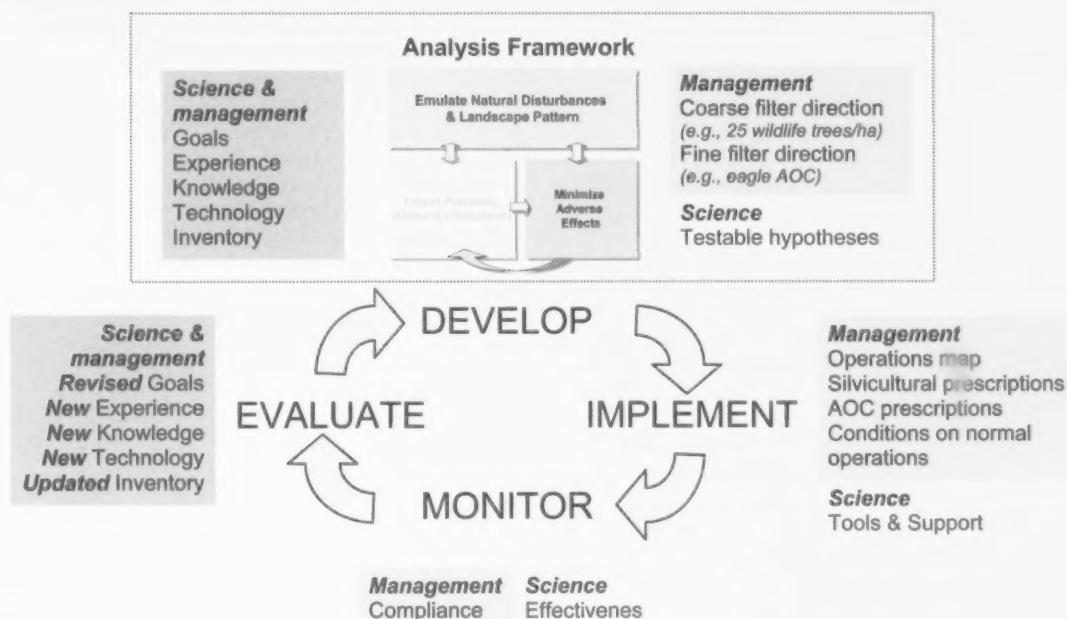 Analysis Framework
Science &
management
Goals
Experience
Knowledge
Technology
Inventory
Emulate Natural Disturbances
& Landscape Pattern
Minimize
Adverse
Effects
Management
Coarse filter direction
(e.g., 25 wildlife trees/ha)
Fine filter direction
(e.g., eagle AOC)
Science
Testable hypotheses
DEVELOP
Science &
management
Revised Goals
New Experience
New Knowledge
New Technology
Updated Inventory
EVALUATE
IMPLEMENT
Management
Operations map
Silvicultural prescriptions
AOC prescriptions
Conditions on normal
operations
Science
Tools & Support
MONITOR
Management
Compliance
Science
Effectivenes